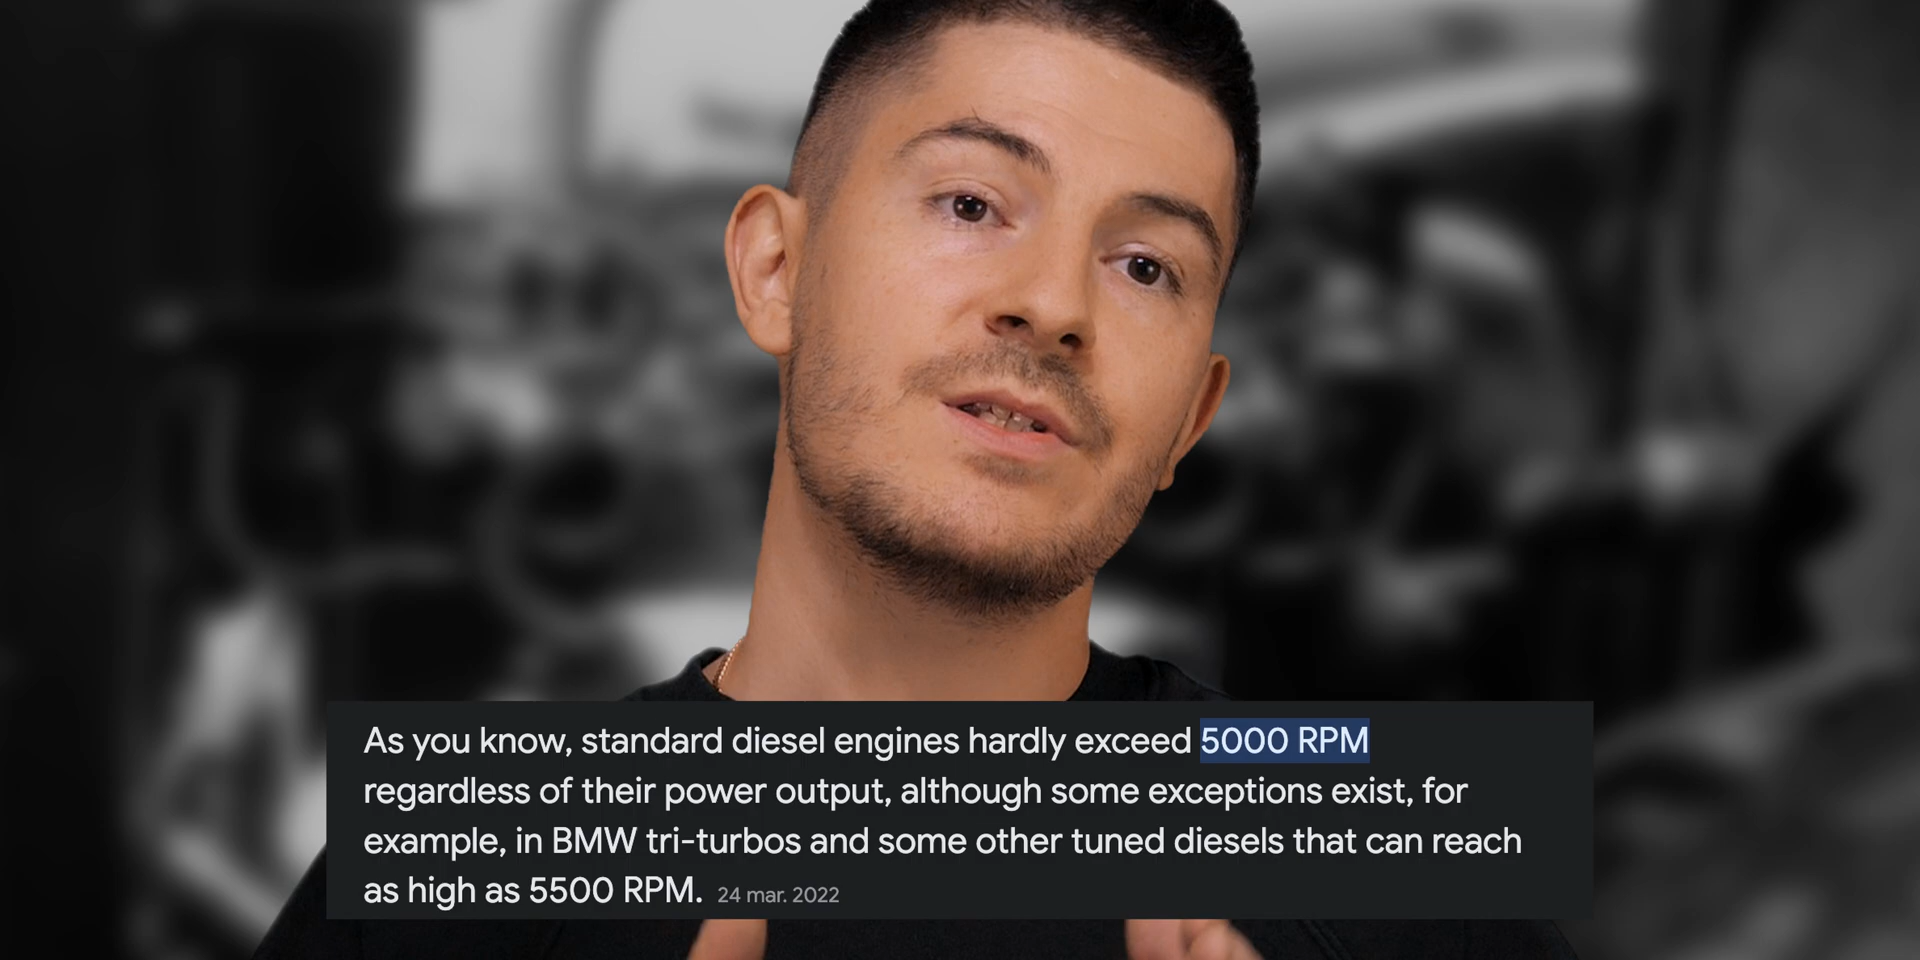 As you know, standard diesel engines hardly exceed 5000 RPM
regardless of their power output, although some exceptions exist, for
example, in BMW tri-turbos and some other tuned diesels that can reach
as high as 5500 RPM. 24 mar. 2022